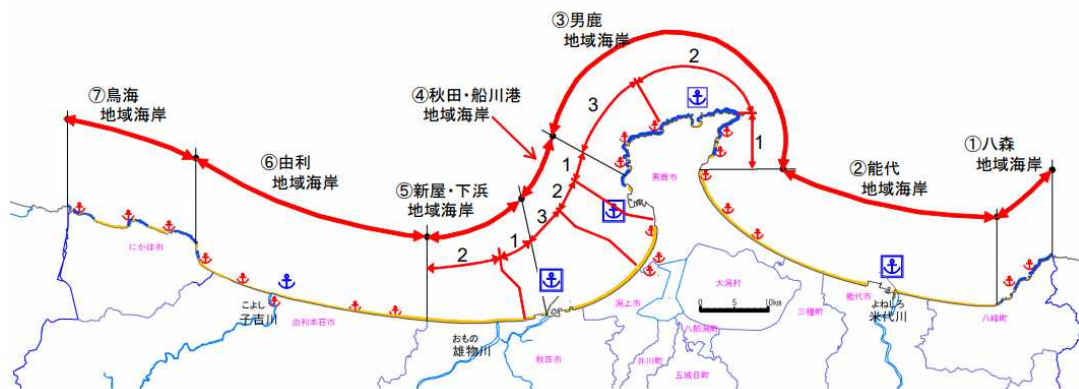 ③男鹿
地域海岸
2
⑦鳥海
地域海岸
④秋田・船川港
地域海岸
3
1
①八森
地域海岸
⑥由利
地域海岸
②能代
地域海岸
1
2
3
⑤新屋・下浜
地域海岸
1
2
男鹿市
にかほ市
大潟村
0 5 10km
潟上市
三種町
能代市
よねしろ
米代川
八峰町
こよし
子吉川
由利本荘市
八郎潟町
おもの
雄物川
秋田市
井川町
五城目町